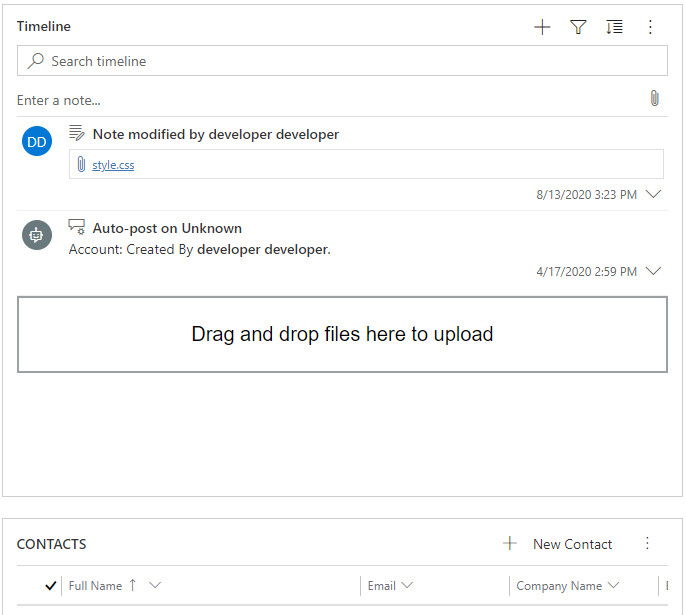 Timeline
Search timeline
Enter a note...
DD
Note modified by developer developer
style.css
8/13/2020 3:23 PM
Auto-post on Unknown
Account: Created By developer developer.
4/17/2020 2:59 PM
Drag and drop files here to upload
CONTACTS
New Contact
Full Name
Email
Company Name